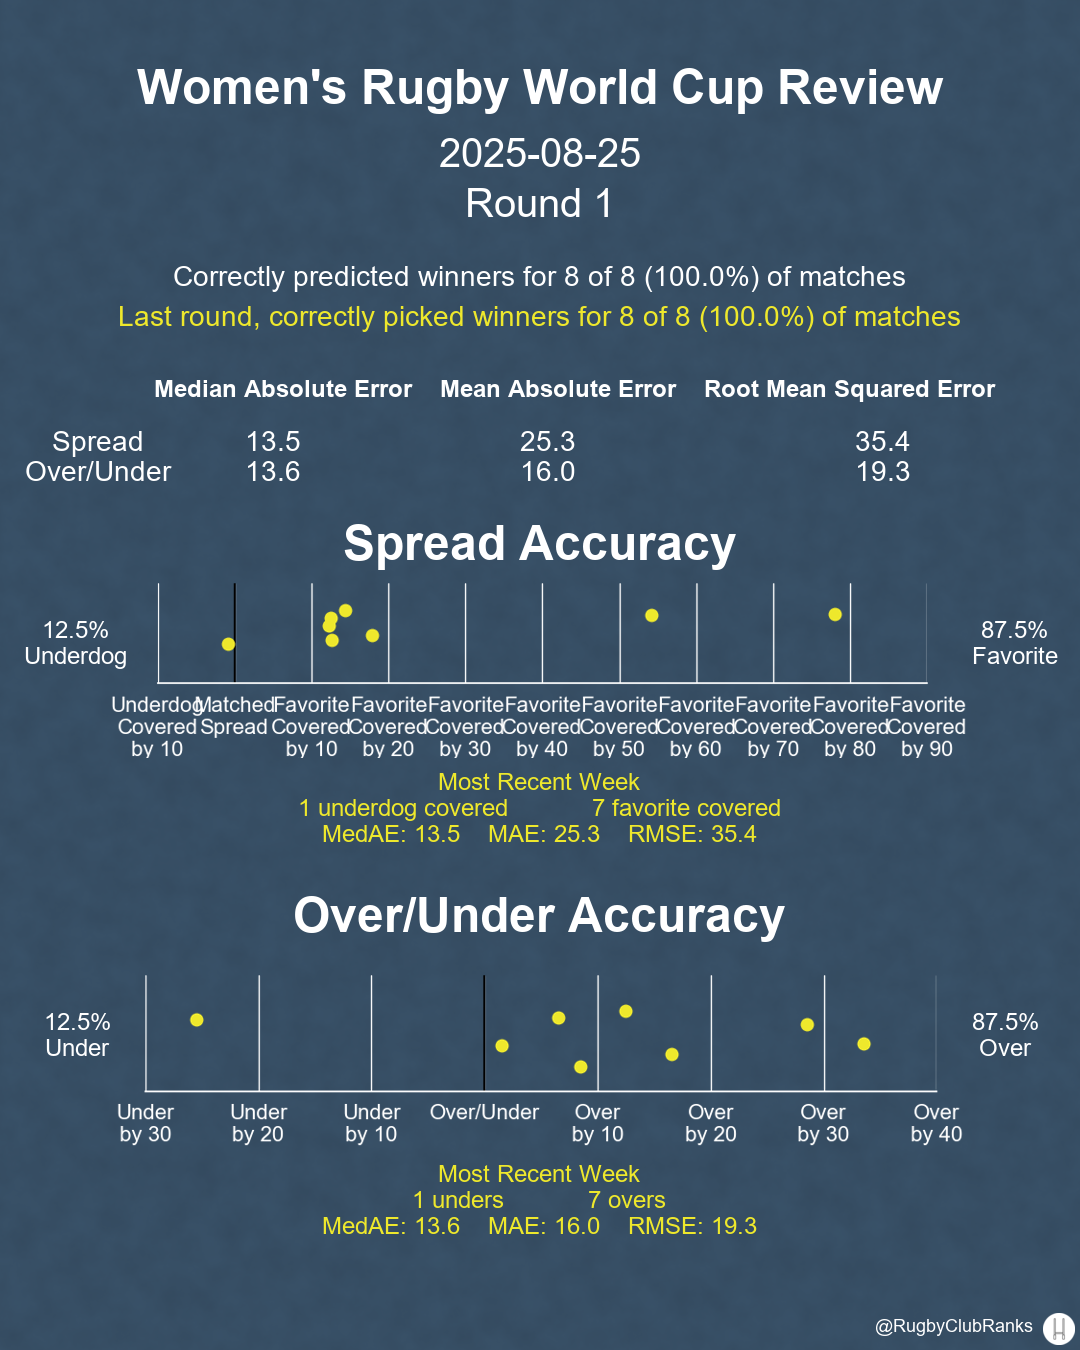 Women's Rugby World Cup Review
2025-08-25
Round 1
Correctly predicted winners for 8 of 8 (100.0%) of matches
Last round, correctly picked winners for 8 of 8 (100.0%) of matches
Median Absolute Error Mean Absolute Error Root Mean Squared Error
Spread 13.5 25.3 35.4
Over/Under 13.6 16.0 19.3
Spread Accuracy
12.5% 87.5%
Underdog Favorite
Underdog Matched Favorite Favorite Favorite Favorite Favorite Favorite Favorite Favorite Favorite
Covered Spread Covered Covered Covered Covered Covered Covered Covered Covered Covered
by 10 by 10 by 20 by 30 by 40 by 50 by 60 by 70 by 80 by 90
Most Recent Week
1 underdog covered 7 favorite covered
MedAE: 13.5 MAE: 25.3 RMSE: 35.4
Over/Under Accuracy
12.5% 87.5%
Under Over
Under Under Under Over/Under Over Over Over Over
by 30 by 20 by 10 by 10 by 20 by 30 by 40
Most Recent Week
1 unders 7 overs
MedAE: 13.6 MAE: 16.0 RMSE: 19.3
@RugbyClubRanks